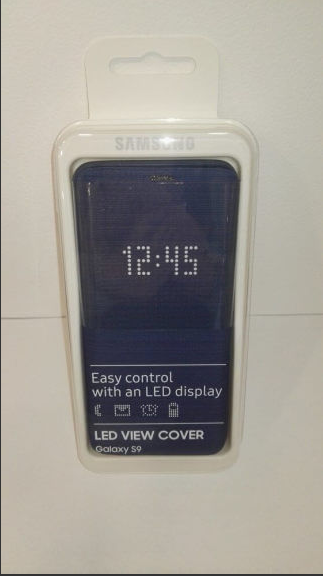 SAMSUNG
12:45
Easy control
with an LED display
LED VIEW COVER
Galaxy S9